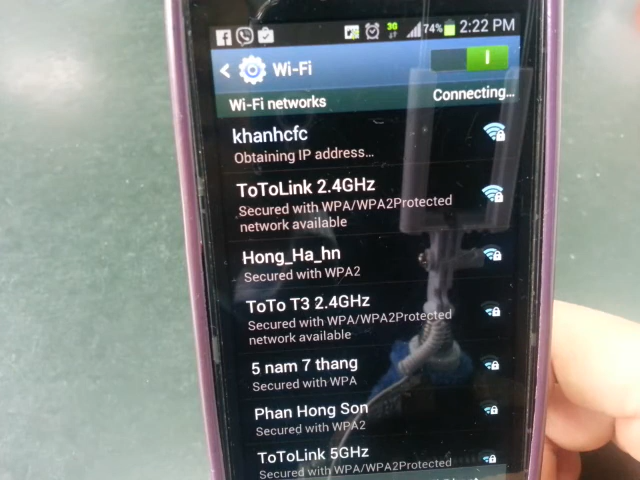 3G 74% 2:22 PM
Wi-Fi
Wi-Fi networks Connecting...
khanhcfc
Obtaining IP address...
ToToLink 2.4GHz
Secured with WPA/WPA2Protected
network available
Hong_Ha_hn
Secured with WPA2
ToTo T3 2.4GHz
Secured with WPA/WPA2Protected
network available
5 nam 7 thang
Secured with WPA
Phan Hong Son
Secured with WPA2
ToToLink 5GHz
Secured with WPA/WPA2Protected